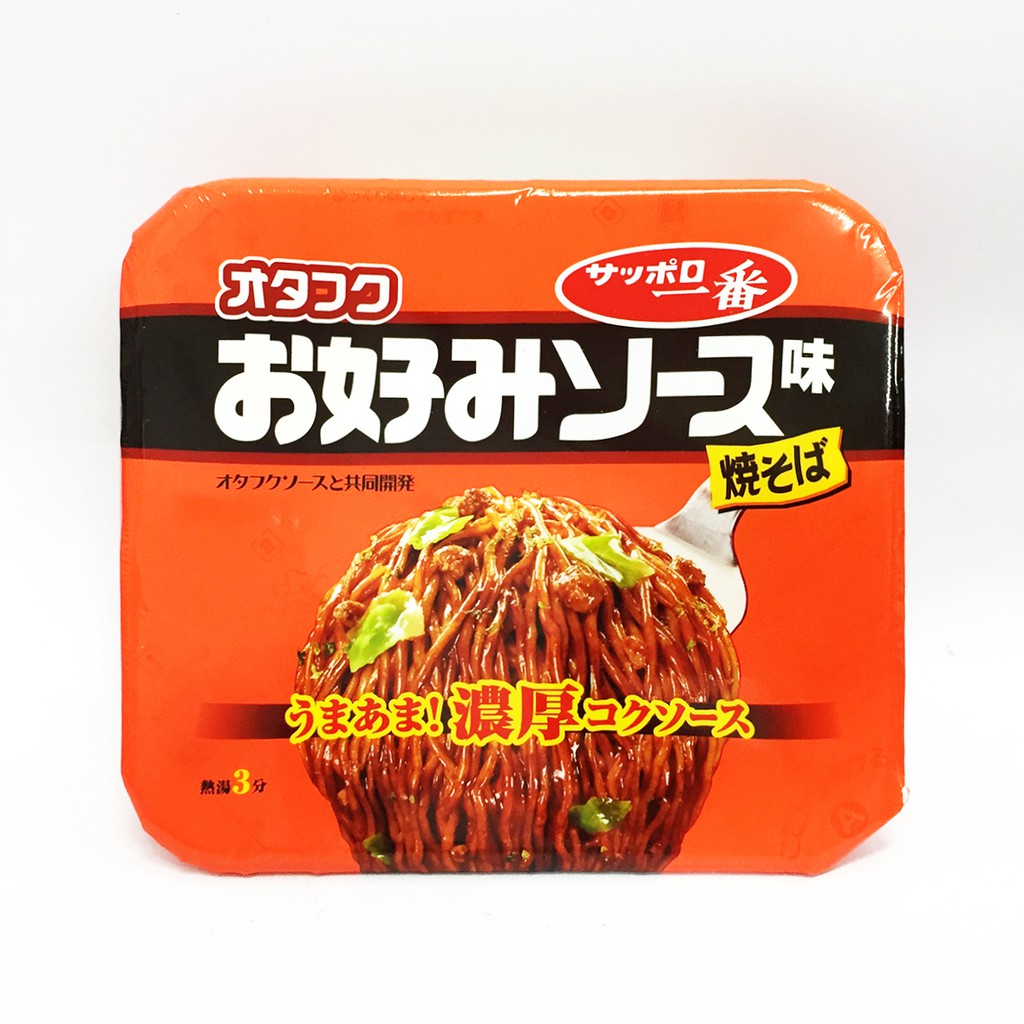 オタフク
サッポロ一番
お好みソース味
焼そば
オタフクソースと共同開発
うまあま!濃厚コクソース
熱湯3分